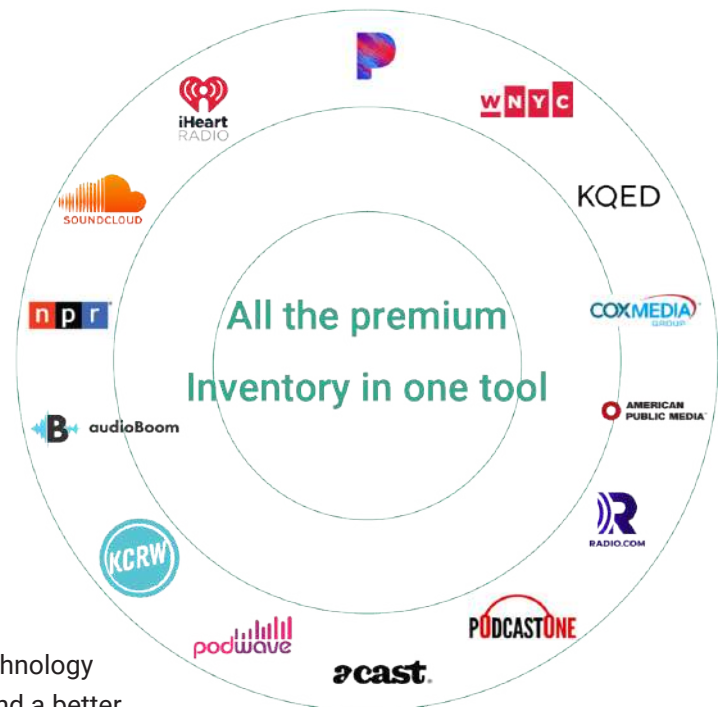 P
WNYC
iHeart
RADIO
KQED
SOUNDCLOUD
npr
COXMEDIA
GROUP
All the premium
Inventory in one tool
AMERICAN
PUBLIC MEDIA
B audioBoom
R
RADIO.COM
KCRW
PODCASTONE
podwave
acast
chnology
nd a better